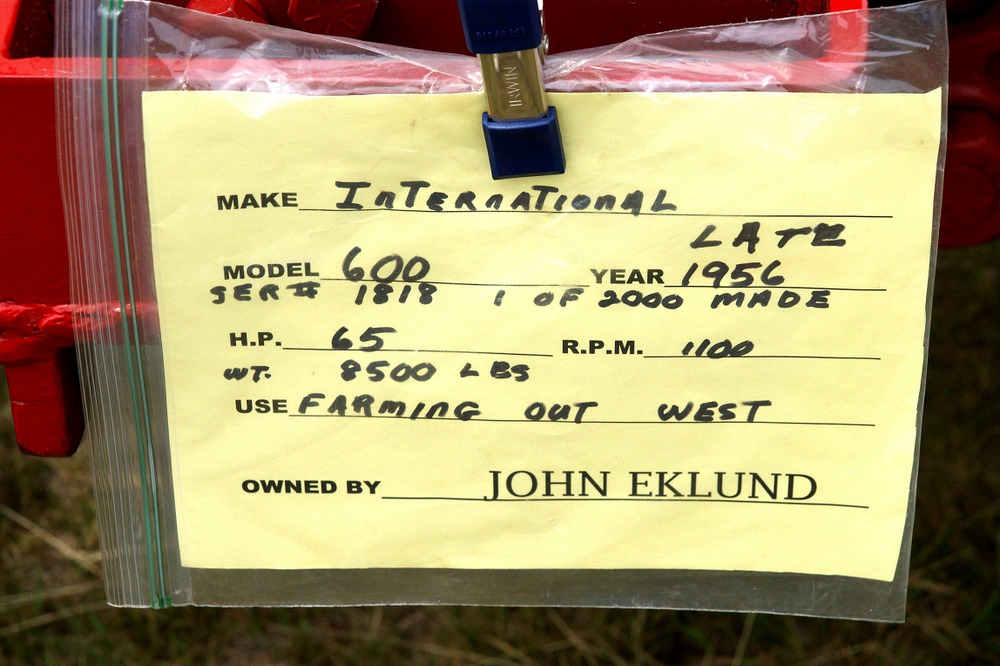 IRWIN
IRWIN
MAKE InTERnATIonAL
LATE
MODEL 600 YEAR 1956
SER# 1818 1 OF 2000 MADE
H.P. 65 R.P.M. 1100
WT. 8500 LBS
USE FARMING OUT WEST
OWNED BY JOHN EKLUND